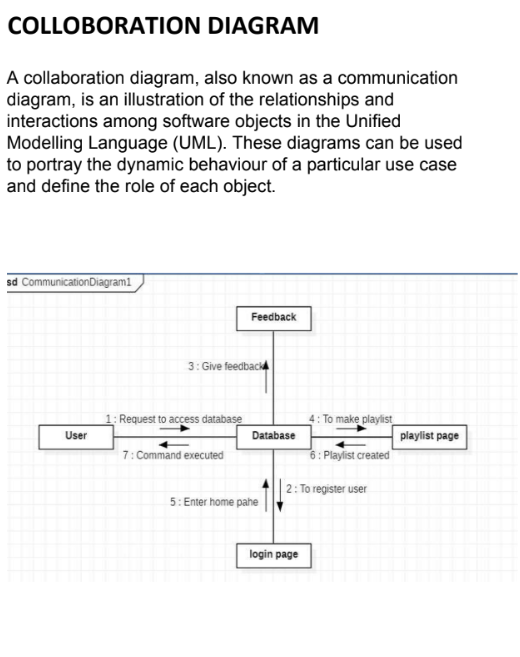 COLLOBORATION DIAGRAM
A collaboration diagram, also known as a communication
diagram, is an illustration of the relationships and
interactions among software objects in the Unified
Modelling Language (UML). These diagrams can be used
to portray the dynamic behaviour of a particular use case
and define the role of each object.
sd CommunicationDiagram1
Feedback
3 : Give feedback
1 : Request to access database
4 : To make playlist
User
Database
playlist page
7 : Command executed
6 : Playlist created
2 : To register user
5 : Enter home pahe
login page